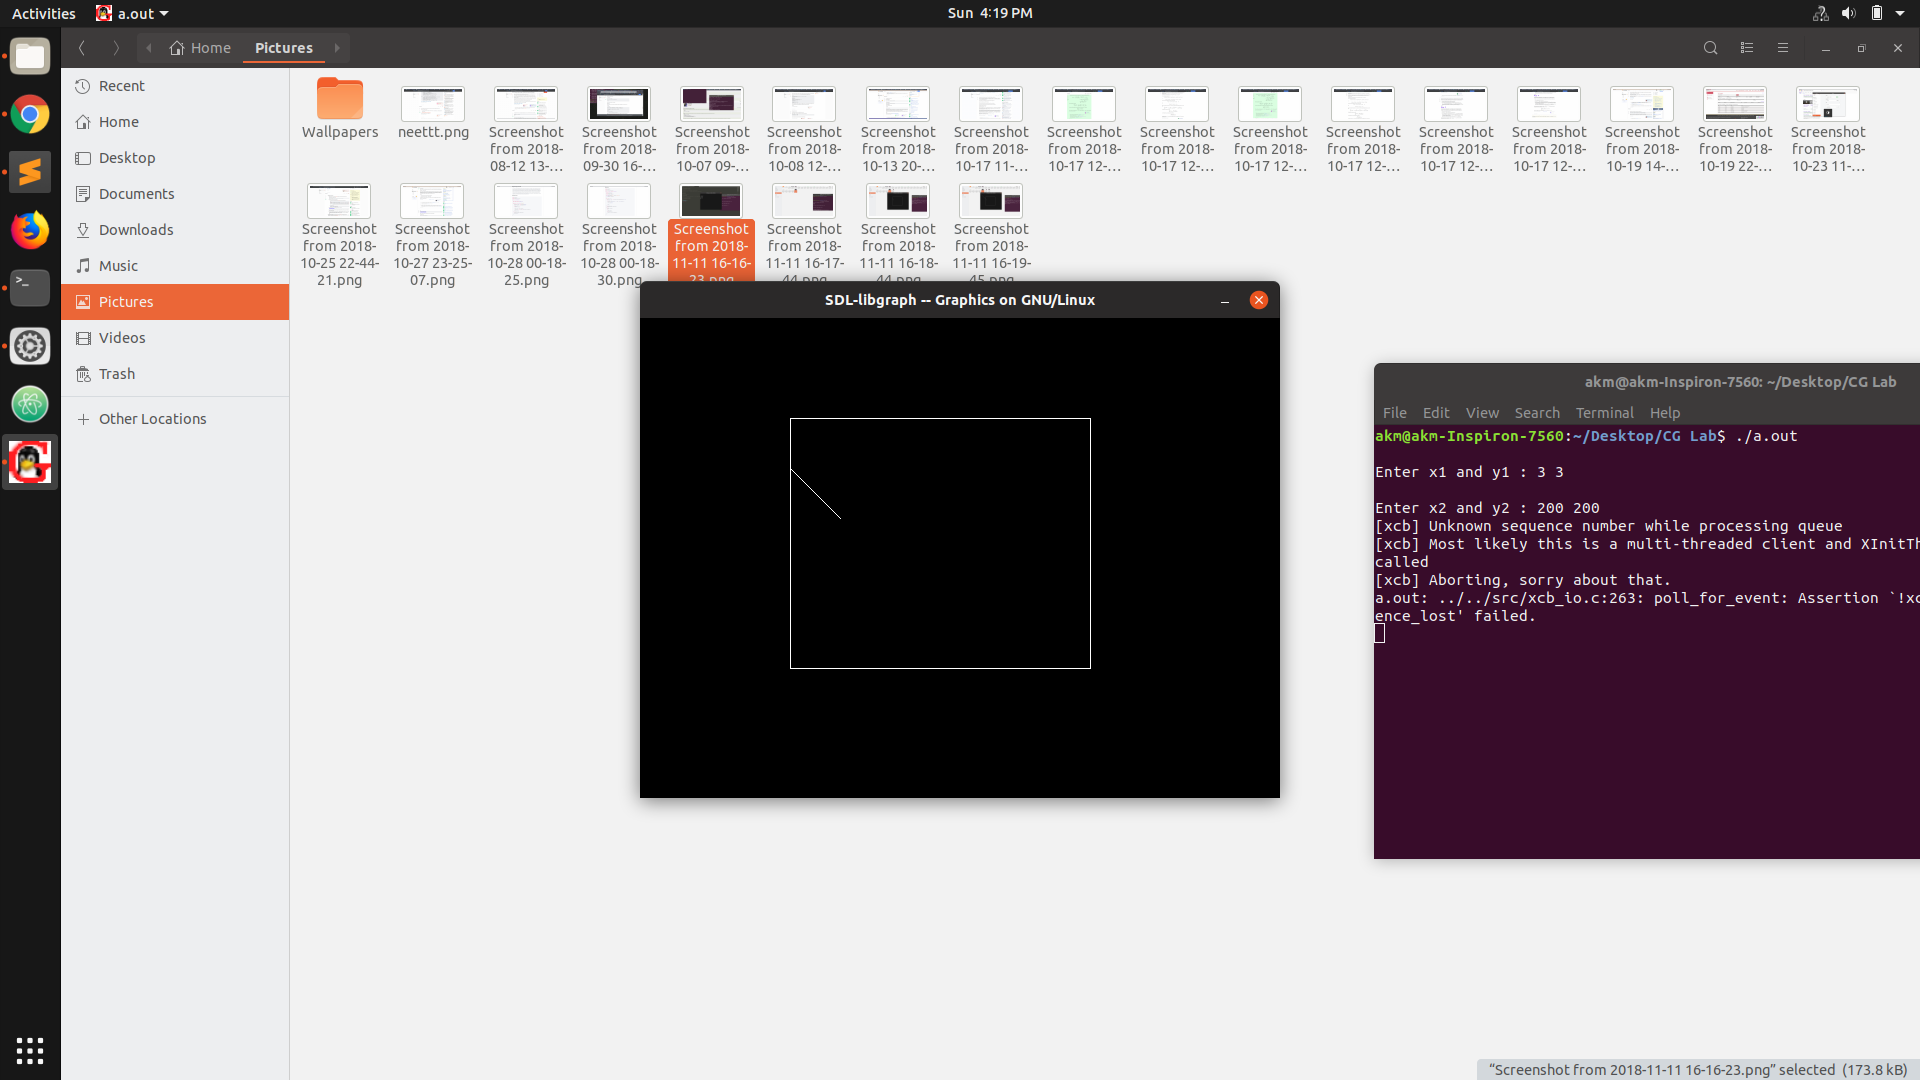 Activities
a.out
Sun 4:19 PM
Home
Pictures
Recent
Home
Desktop
Documents
Downloads
Music
Pictures
Videos
Trash
Other Locations
Wallpapers
neettt.png
Screenshot
from 2018-
08-12 13-...
Screenshot
from 2018-
09-30 16-...
Screenshot
from 2018-
10-07 09-...
Screenshot
from 2018-
10-08 12-...
Screenshot
from 2018-
10-13 20-...
Screenshot
from 2018-
10-17 11-...
Screenshot
from 2018-
10-17 12-...
Screenshot
from 2018-
10-17 12-...
Screenshot
from 2018-
10-17 12-...
Screenshot
from 2018-
10-17 12-...
Screenshot
from 2018-
10-17 12-...
Screenshot
from 2018-
10-17 12-...
Screenshot
from 2018-
10-19 14-...
Screenshot
from 2018-
10-19 22-...
Screenshot
from 2018-
10-23 11-...
Screenshot
from 2018-
10-25 22-44-
21.png
Screenshot
from 2018-
10-27 23-25-
07.png
Screenshot
from 2018-
10-28 00-18-
25.png
Screenshot
from 2018-
10-28 00-18-
30.png
Screenshot
from 2018-
11-11 16-16-
23.png
Screenshot
from 2018-
11-11 16-17-
44.png
Screenshot
from 2018-
11-11 16-18-
44.png
Screenshot
from 2018-
11-11 16-19-
45.png
SDL-libgraph -- Graphics on GNU/Linux
akm@akm-Inspiron-7560: ~/Desktop/CG Lab
File Edit View Search Terminal Help
akm@akm-Inspiron-7560:~/Desktop/CG Lab$ ./a.out
Enter x1 and y1 : 3 3
Enter x2 and y2 : 200 200
[xcb] Unknown sequence number while processing queue
[xcb] Most likely this is a multi-threaded client and XInitTh
called
[xcb] Aborting, sorry about that.
a.out: ../../src/xcb_io.c:263: poll_for_event: Assertion `!xc
ence_lost' failed.
“Screenshot from 2018-11-11 16-16-23.png” selected (173.8 kB)